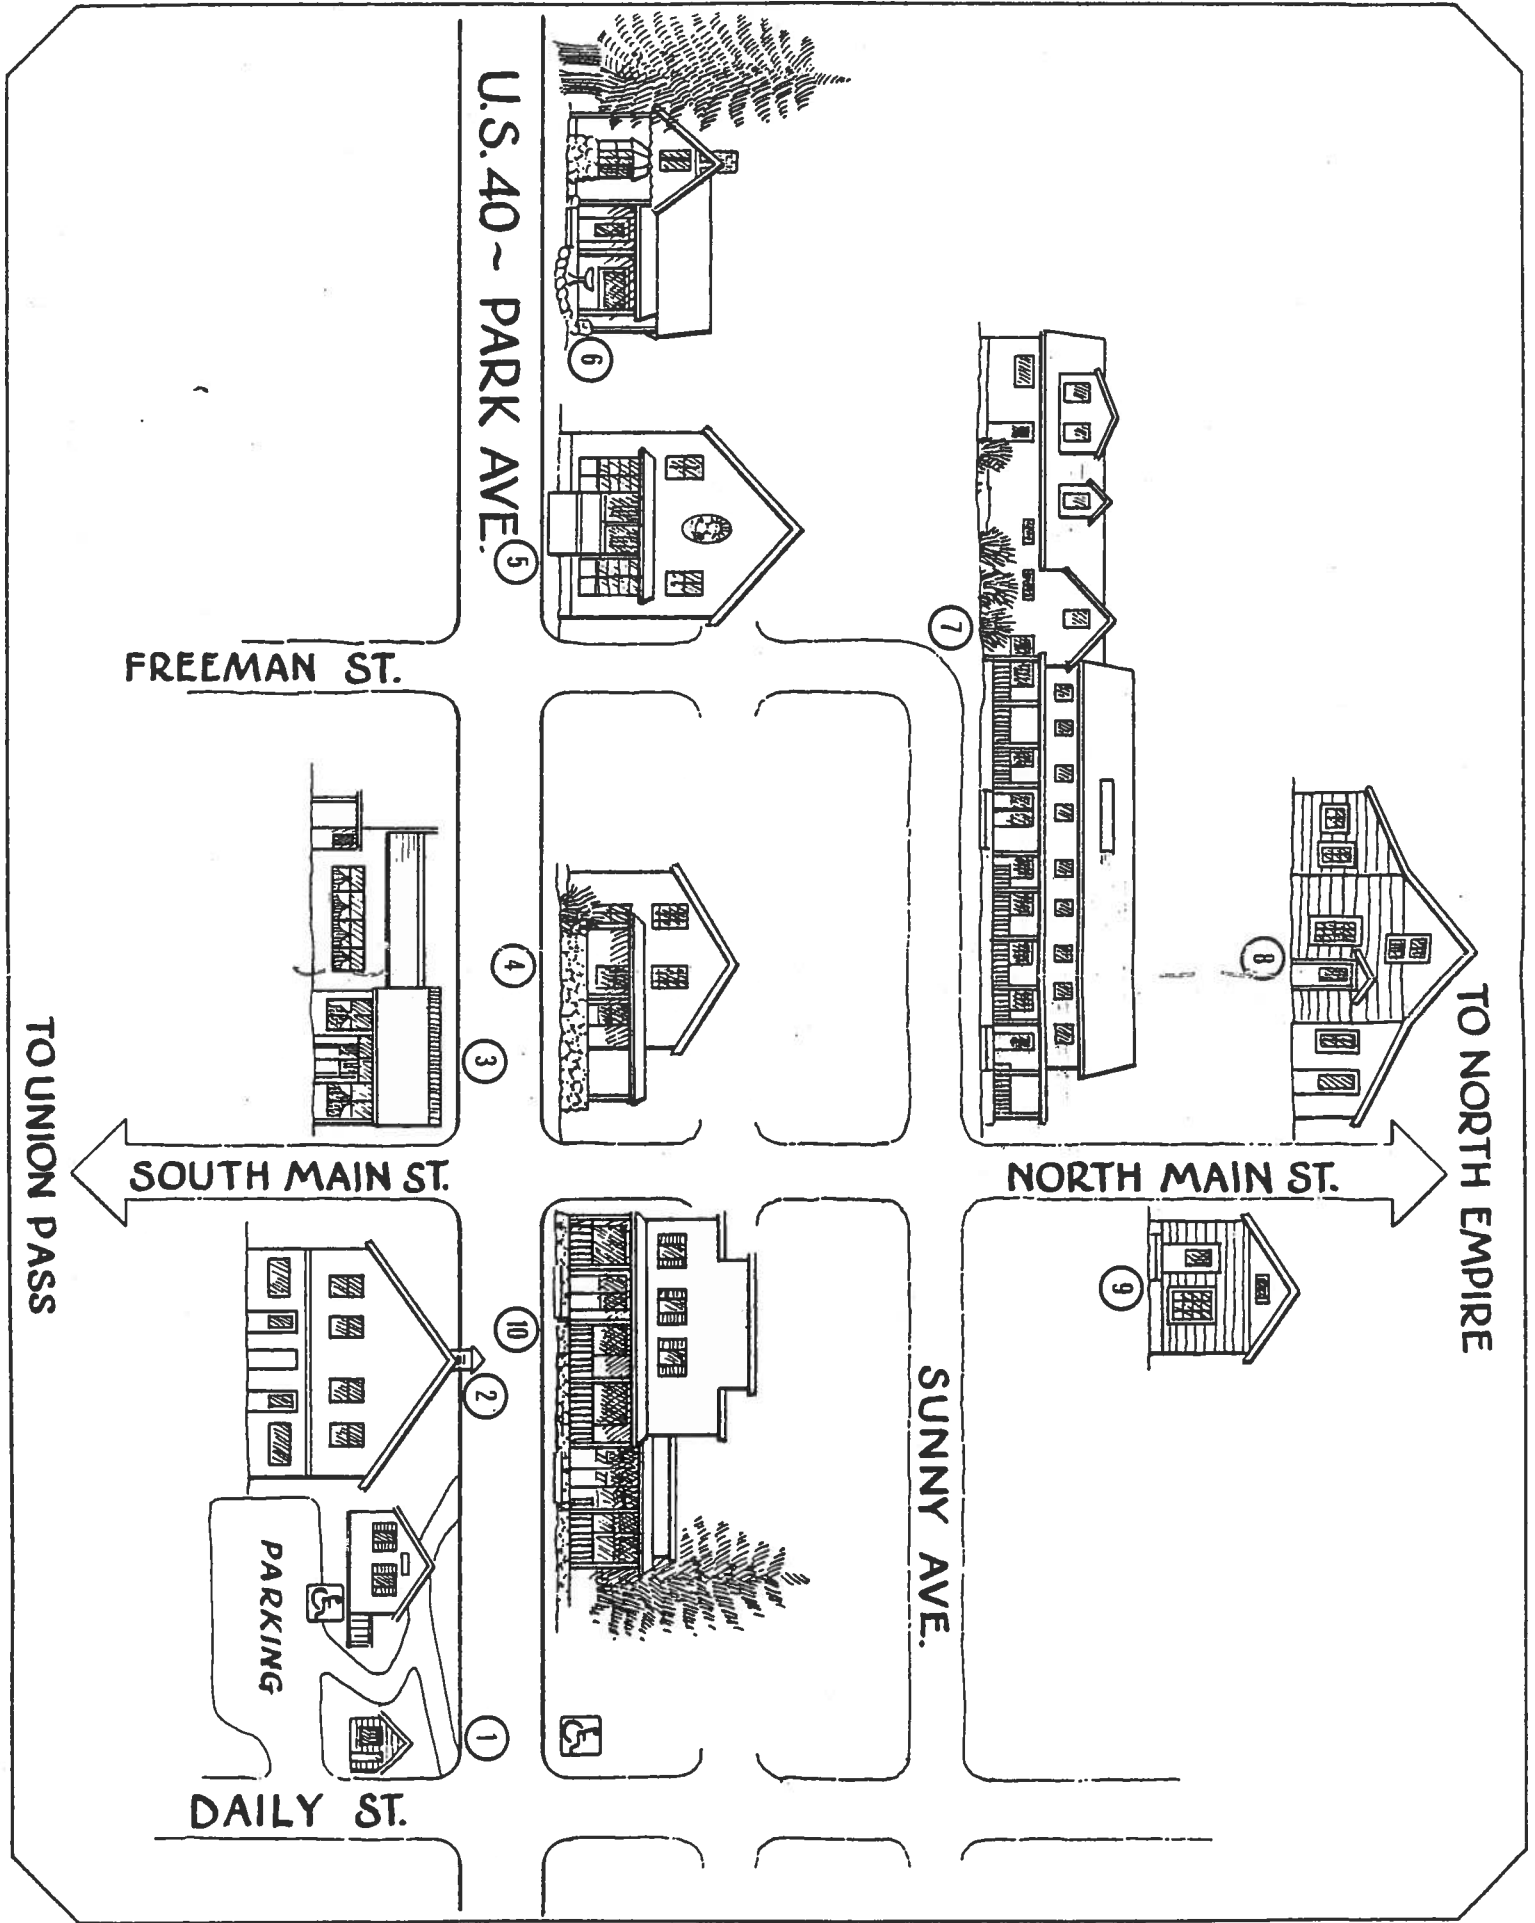 TO NORTH EMPIRE
NORTH MAIN ST.
8
9
7
SUNNY AVE.
6
5
4
10
U.S. 40 ~ PARK AVE.
3
2
1
FREEMAN ST.
SOUTH MAIN ST.
DAILY ST.
PARKING
TO UNION PASS